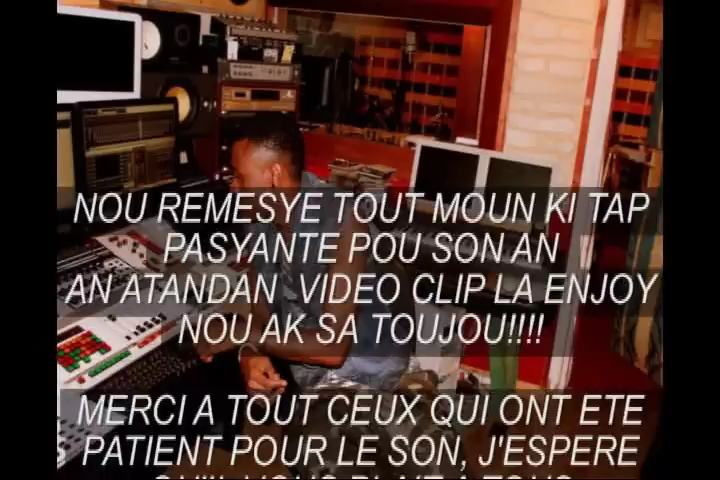 NOU REMESYE TOUT MOUN KI TAP
PASYANTE POU SON AN
AN ATANDAN VIDEO CLIP LA ENJOY
NOU AK SA TOUJOU!!!!
MERCI A TOUT CEUX QUI ONT ETE
PATIENT POUR LE SON, J'ESPERE